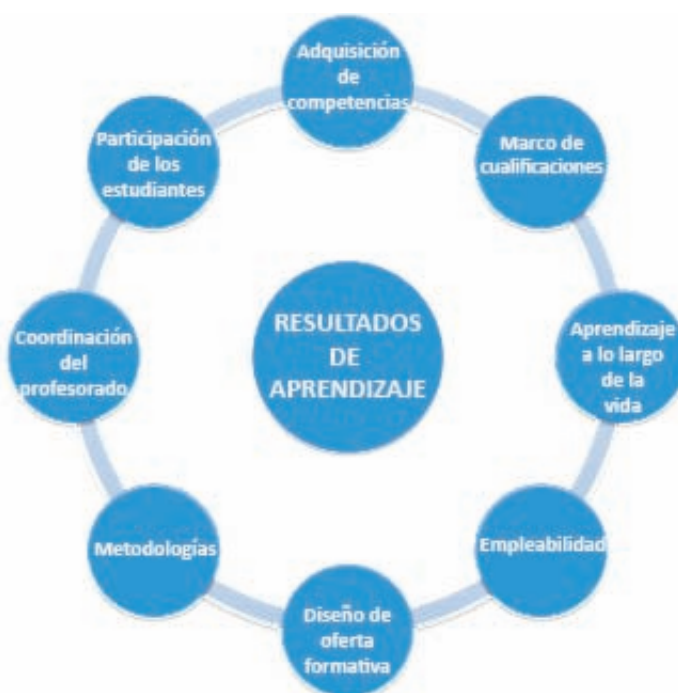 Adquisición
de
competencias
Marco de
cualificaciones
Aprendizaje
a lo largo
de la
vida
Empleabilidad
Diseño de
oferta
formativa
Metodologías
Coordinación
del
profesorado
Participación
de los
estudiantes
RESULTADOS
DE
APRENDIZAJE